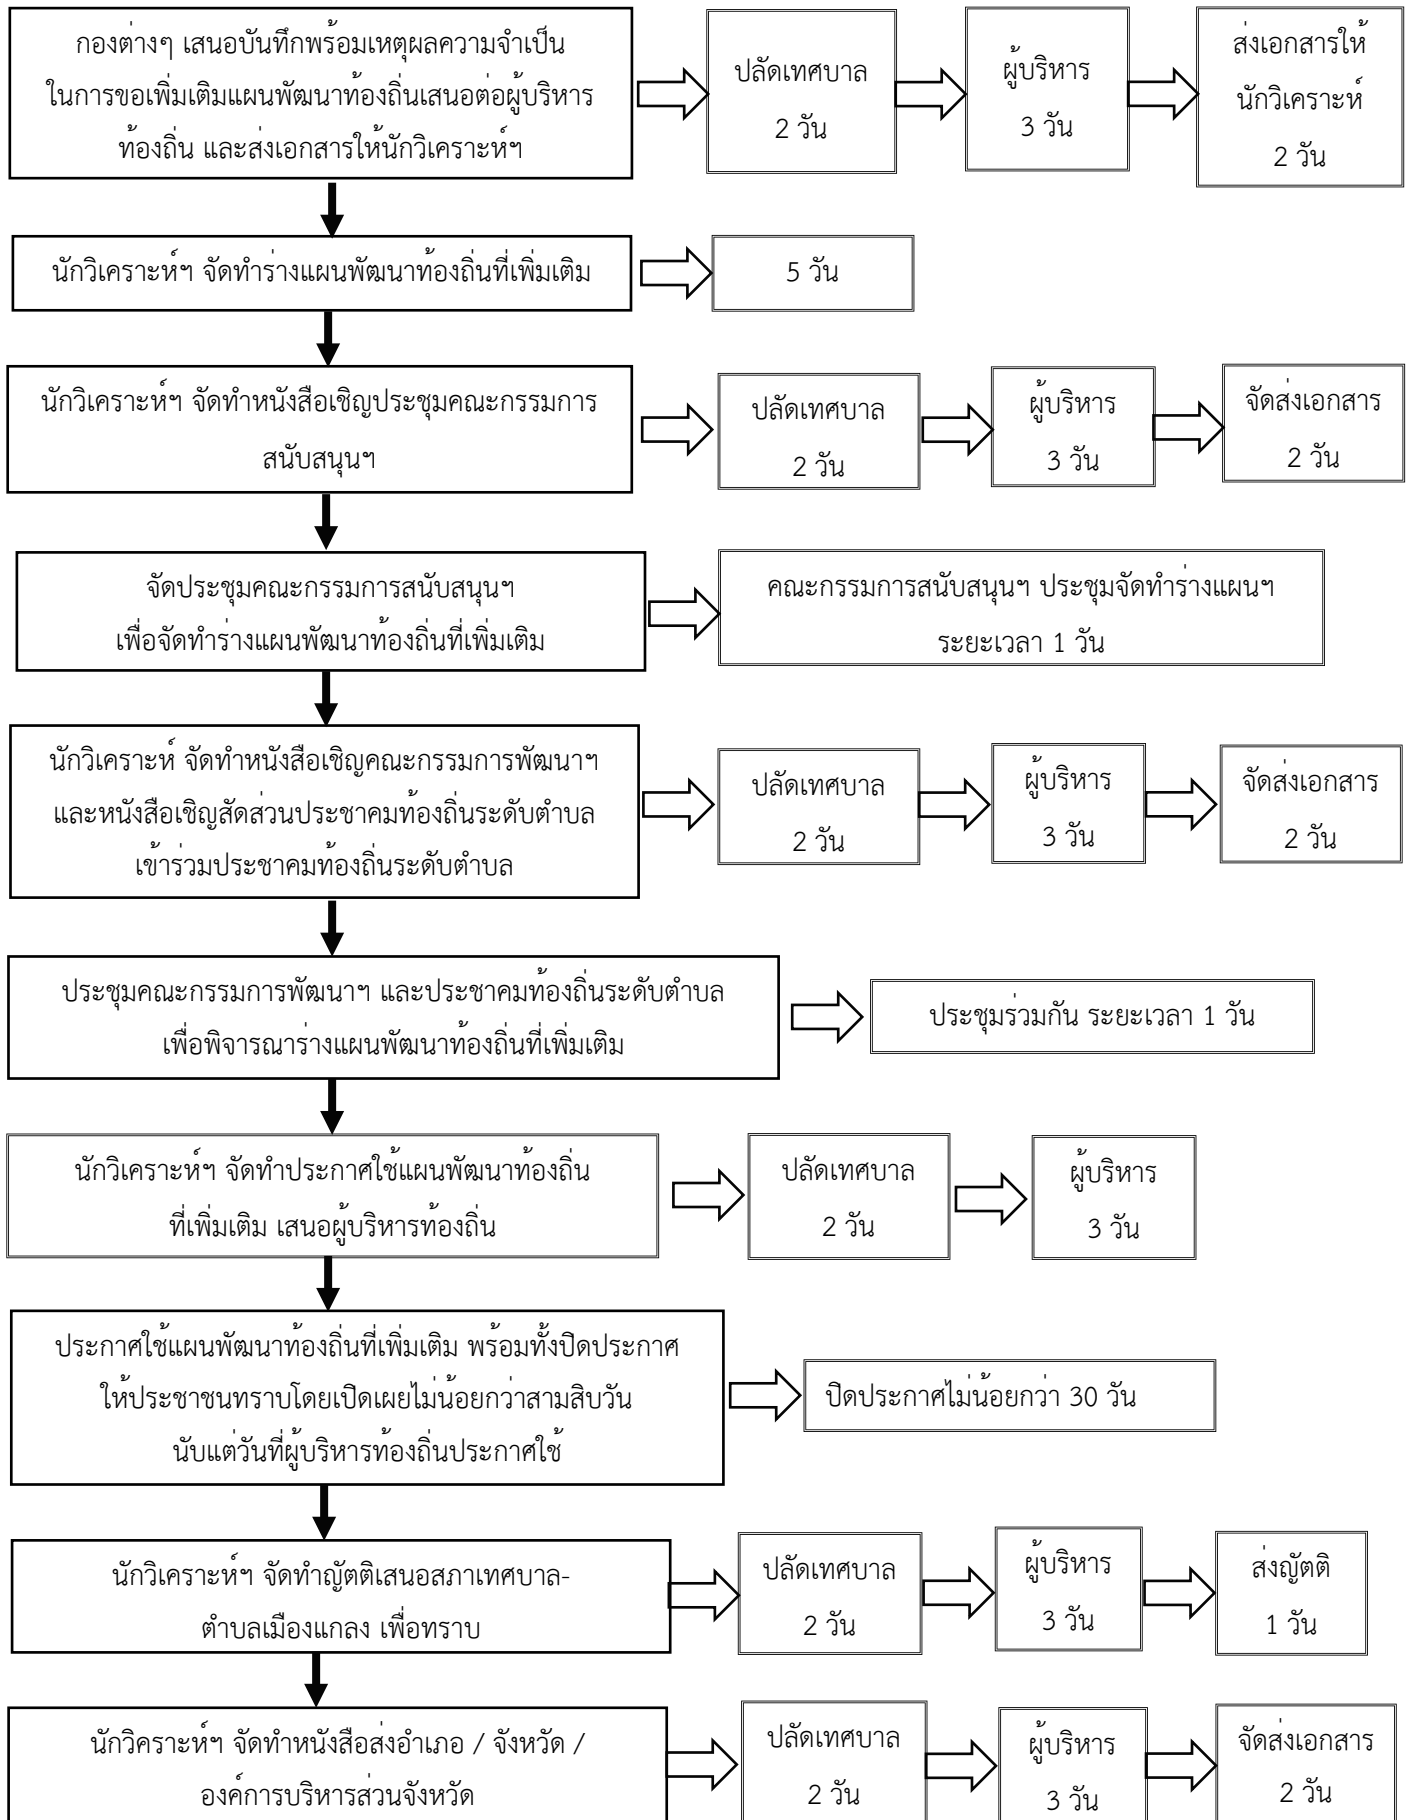 กองต่างๆ เสนอบันทึกพร้อมเหตุผลความจำเป็น
ในการขอเพิ่มเติมแผนพัฒนาท้องถิ่นเสนอต่อผู้บริหาร
ท้องถิ่น และส่งเอกสารให้นักวิเคราะห์ฯ
ปลัดเทศบาล
2 วัน
ผู้บริหาร
3 วัน
ส่งเอกสารให้
นักวิเคราะห์
2 วัน
นักวิเคราะห์ฯ จัดทำร่างแผนพัฒนาท้องถิ่นที่เพิ่มเติม
5 วัน
นักวิเคราะห์ฯ จัดทำหนังสือเชิญประชุมคณะกรรมการ
สนับสนุนฯ
ปลัดเทศบาล
2 วัน
ผู้บริหาร
3 วัน
จัดส่งเอกสาร
2 วัน
จัดประชุมคณะกรรมการสนับสนุนฯ
เพื่อจัดทำร่างแผนพัฒนาท้องถิ่นที่เพิ่มเติม
คณะกรรมการสนับสนุนฯ ประชุมจัดทำร่างแผนฯ
ระยะเวลา 1 วัน
นักวิเคราะห์ จัดทำหนังสือเชิญคณะกรรมการพัฒนาฯ
และหนังสือเชิญสัดส่วนประชาคมท้องถิ่นระดับตำบล
เข้าร่วมประชาคมท้องถิ่นระดับตำบล
ปลัดเทศบาล
2 วัน
ผู้บริหาร
3 วัน
จัดส่งเอกสาร
2 วัน
ประชุมคณะกรรมการพัฒนาฯ และประชาคมท้องถิ่นระดับตำบล
เพื่อพิจารณาร่างแผนพัฒนาท้องถิ่นที่เพิ่มเติม
ประชุมร่วมกัน ระยะเวลา 1 วัน
นักวิเคราะห์ฯ จัดทำประกาศใช้แผนพัฒนาท้องถิ่น
ที่เพิ่มเติม เสนอผู้บริหารท้องถิ่น
ปลัดเทศบาล
2 วัน
ผู้บริหาร
3 วัน
ประกาศใช้แผนพัฒนาท้องถิ่นที่เพิ่มเติม พร้อมทั้งปิดประกาศ
ให้ประชาชนทราบโดยเปิดเผยไม่น้อยกว่าสามสิบวัน
นับแต่วันที่ผู้บริหารท้องถิ่นประกาศใช้
ปิดประกาศไม่น้อยกว่า 30 วัน
นักวิเคราะห์ฯ จัดทำญัตติเสนอสภาเทศบาล-
ตำบลเมืองแกลง เพื่อทราบ
ปลัดเทศบาล
2 วัน
ผู้บริหาร
3 วัน
ส่งญัตติ
1 วัน
นักวิคราะห์ฯ จัดทำหนังสือส่งอำเภอ / จังหวัด /
องค์การบริหารส่วนจังหวัด
ปลัดเทศบาล
2 วัน
ผู้บริหาร
3 วัน
จัดส่งเอกสาร
2 วัน